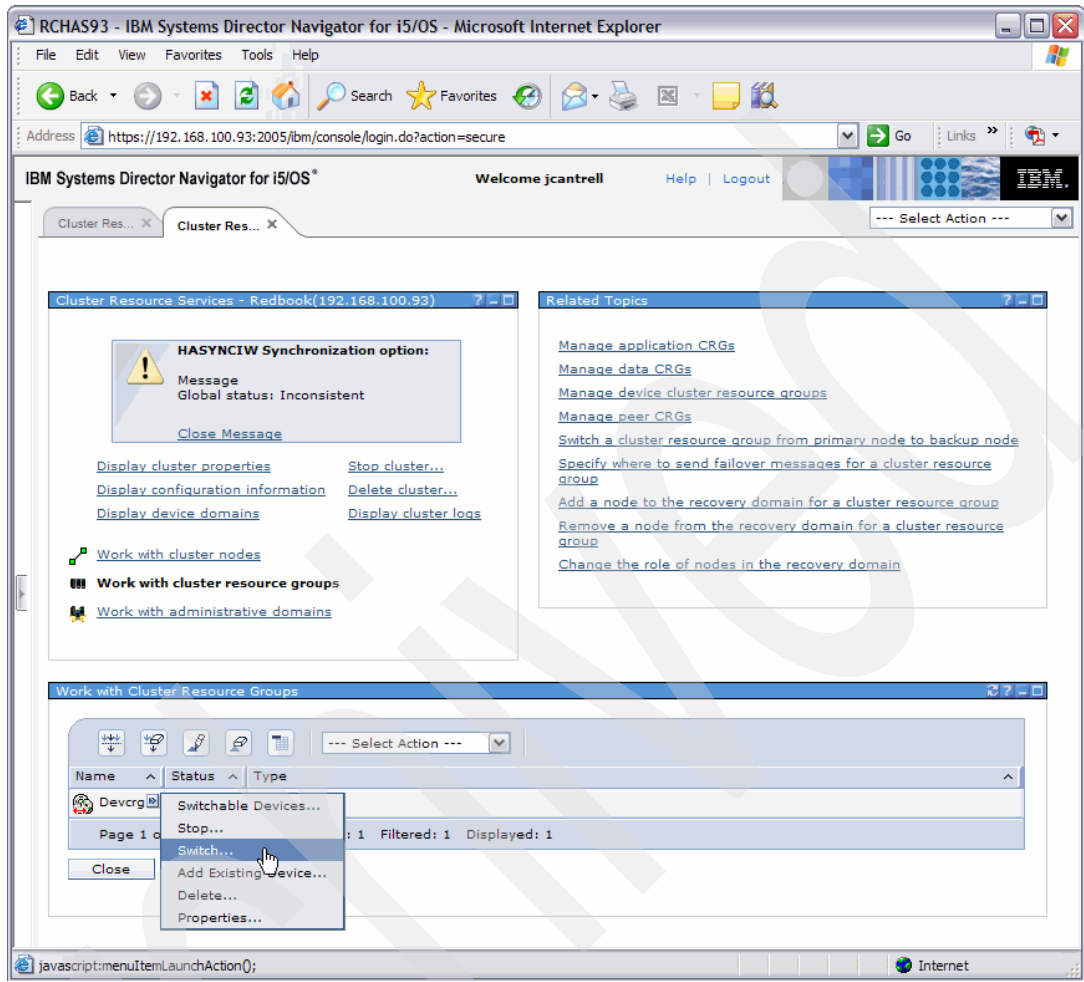 RCHAS93 - IBM Systems Director Navigator for i5/OS - Microsoft Internet Explorer
File Edit View Favorites Tools Help
Back Search Favorites
Address https://192.168.100.93:2005/ibm/console/login.do?action=secure Go Links »
IBM Systems Director Navigator for i5/OS® Welcome jcantrell Help | Logout IBM.
Cluster Res... Cluster Res... --- Select Action ---
Cluster Resource Services - Redbook(192.168.100.93)
HASYNCIW Synchronization option:
Message
Global status: Inconsistent
Close Message
Display cluster properties Stop cluster...
Display configuration information Delete cluster...
Display device domains Display cluster logs
Work with cluster nodes
Work with cluster resource groups
Work with administrative domains
Related Topics
Manage application CRGs
Manage data CRGs
Manage device cluster resource groups
Manage peer CRGs
Switch a cluster resource group from primary node to backup node
Specify where to send failover messages for a cluster resource
group
Add a node to the recovery domain for a cluster resource group
Remove a node from the recovery domain for a cluster resource
group
Change the role of nodes in the recovery domain
Work with Cluster Resource Groups
--- Select Action ---
Name Status Type
Devcrg
Page 1 o : 1 Filtered: 1 Displayed: 1
Close
Switchable Devices...
Stop...
Switch...
Add Existing Device...
Delete...
Properties...
javascript:menuItemLaunchAction(); Internet